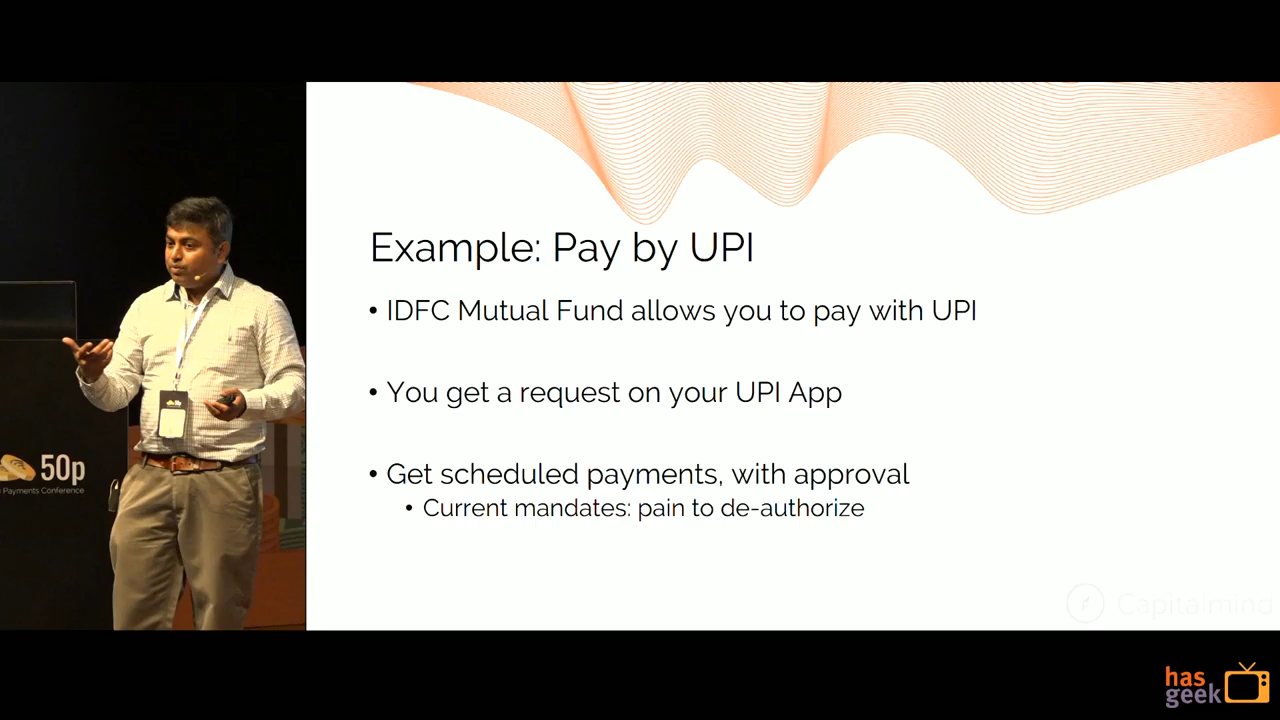 Example: Pay by UPI
• IDFC Mutual Fund allows you to pay with UPI
• You get a request on your UPI App
• Get scheduled payments, with approval
• Current mandates: pain to de-authorize
50p
Payments Conference
Capitalmind
has
geek